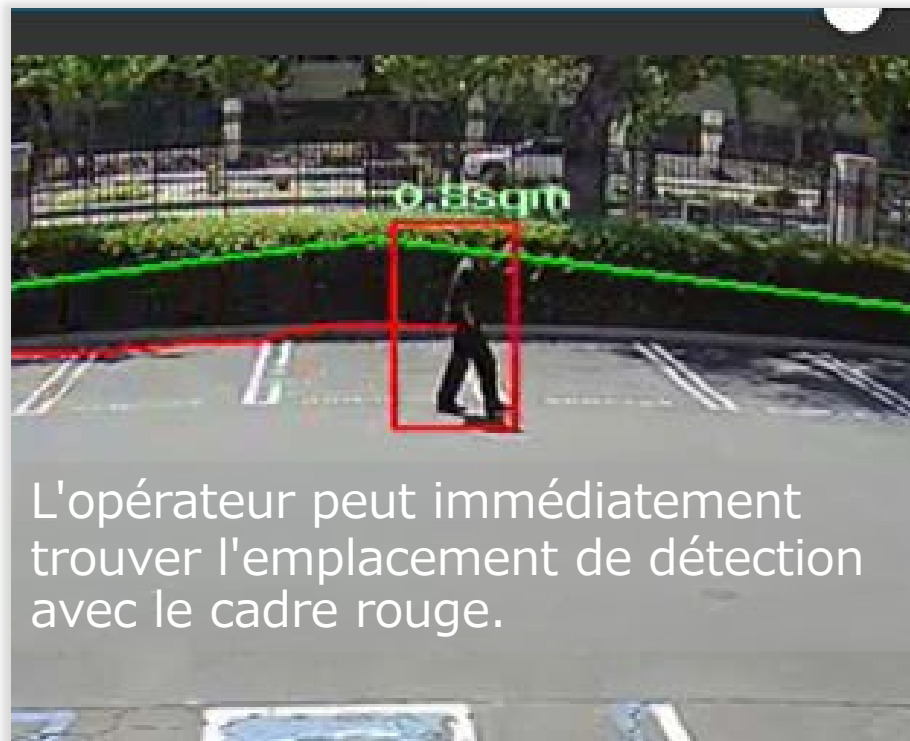 0.8sqm
L'opérateur peut immédiatement
trouver l'emplacement de détection
avec le cadre rouge.